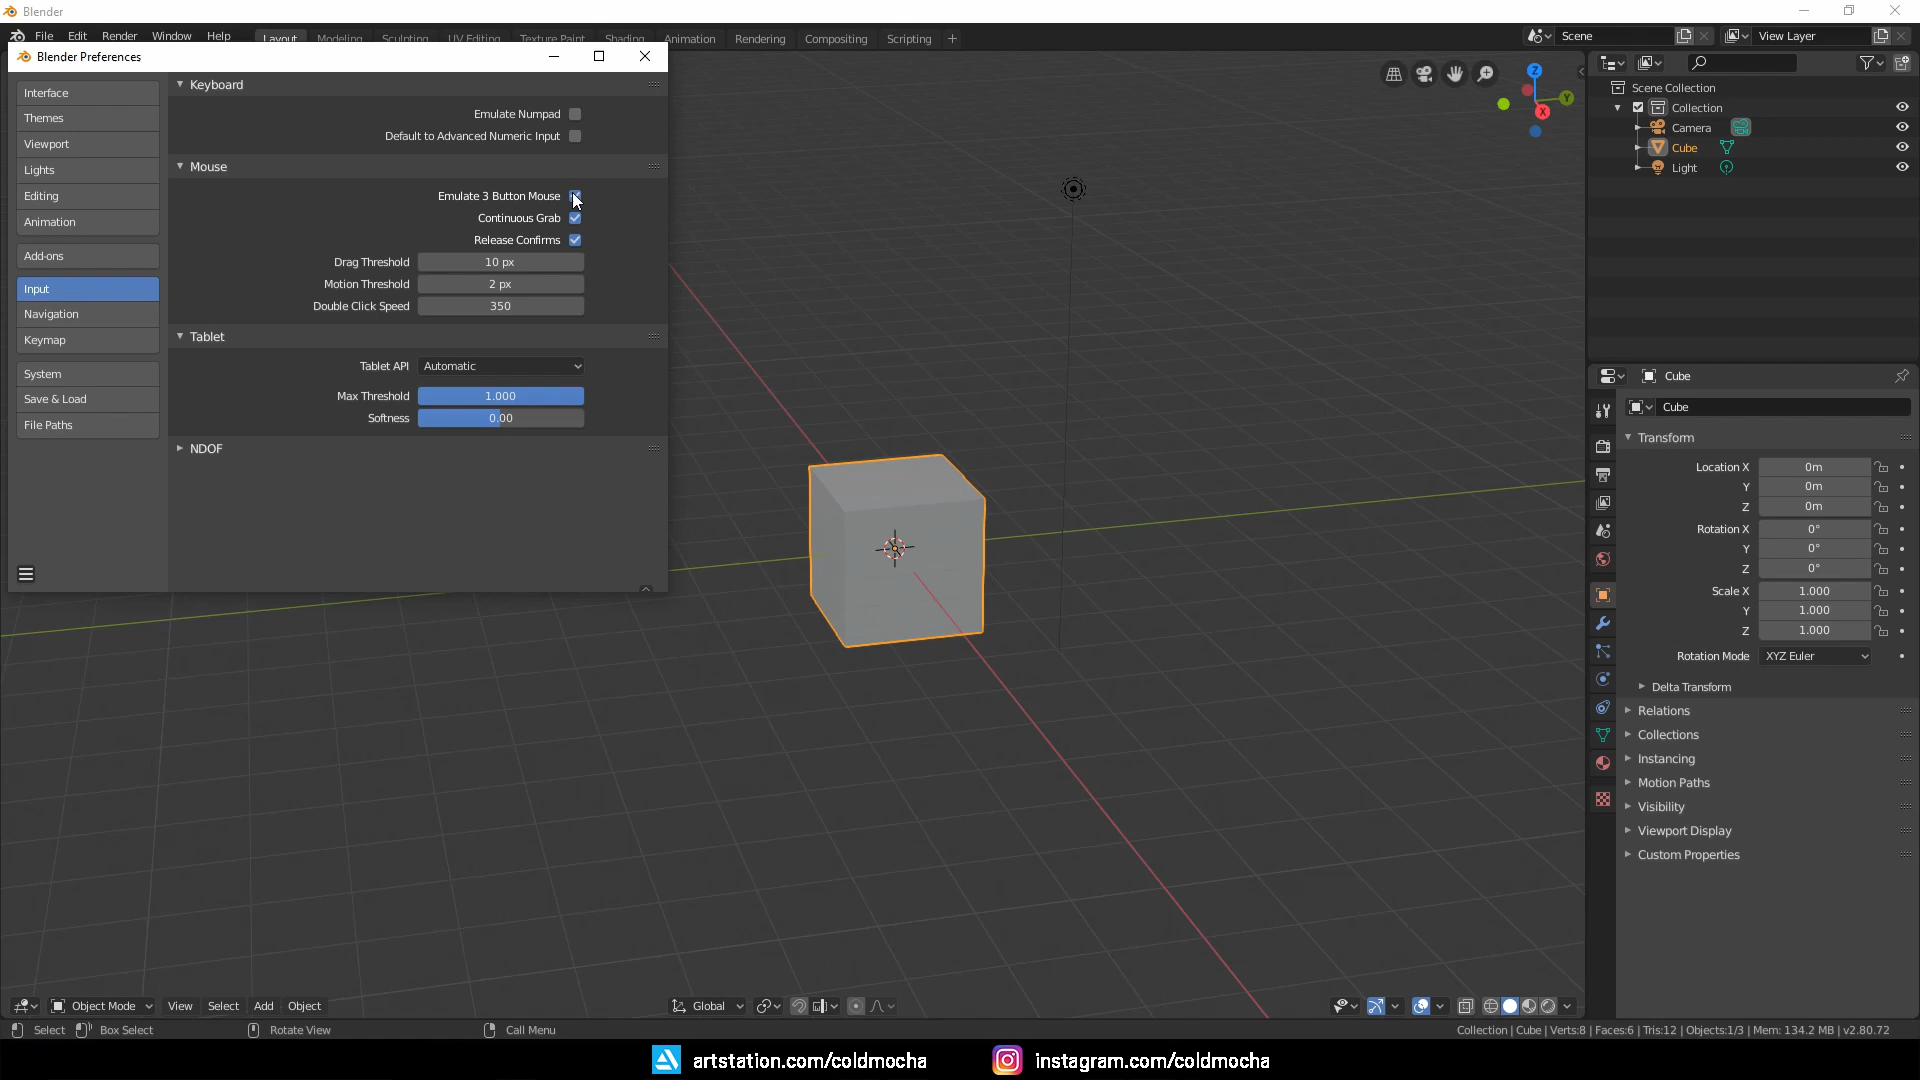 Blender
File Edit Render Window Help Layout Modeling Sculpting UV Editing Texture Paint Shading Animation Rendering Compositing Scripting + Scene View Layer
Blender Preferences
Interface
Themes
Viewport
Lights
Editing
Animation
Add-ons
Input
Navigation
Keymap
System
Save & Load
File Paths
Keyboard
Emulate Numpad
Default to Advanced Numeric Input
Mouse
Emulate 3 Button Mouse
Continuous Grab
Release Confirms
Drag Threshold 10 px
Motion Threshold 2 px
Double Click Speed 350
Tablet
Tablet API Automatic
Max Threshold 1.000
Softness 0.00
NDOF
Z
Y
X
Scene Collection
Collection
Camera
Cube
Light
Cube
Cube
Transform
Location X 0m
Y 0m
Z 0m
Rotation X 0°
Y 0°
Z 0°
Scale X 1.000
Y 1.000
Z 1.000
Rotation Mode XYZ Euler
Delta Transform
Relations
Collections
Instancing
Motion Paths
Visibility
Viewport Display
Custom Properties
Object Mode View Select Add Object Global
Select Box Select Rotate View Call Menu Collection | Cube | Verts:8 | Faces:6 | Tris:12 | Objects:1/3 | Mem: 134.2 MB | v2.80.72
artstation.com/coldmocha instagram.com/coldmocha